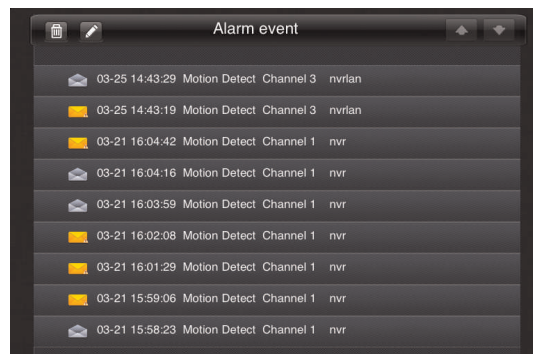 Alarm event
03-25 14:43:29 Motion Detect Channel 3 nvrlan
03-25 14:43:19 Motion Detect Channel 3 nvrlan
03-21 16:04:42 Motion Detect Channel 1 nvr
03-21 16:04:16 Motion Detect Channel 1 nvr
03-21 16:03:59 Motion Detect Channel 1 nvr
03-21 16:02:08 Motion Detect Channel 1 nvr
03-21 16:01:29 Motion Detect Channel 1 nvr
03-21 15:59:06 Motion Detect Channel 1 nvr
03-21 15:58:23 Motion Detect Channel 1 nvr